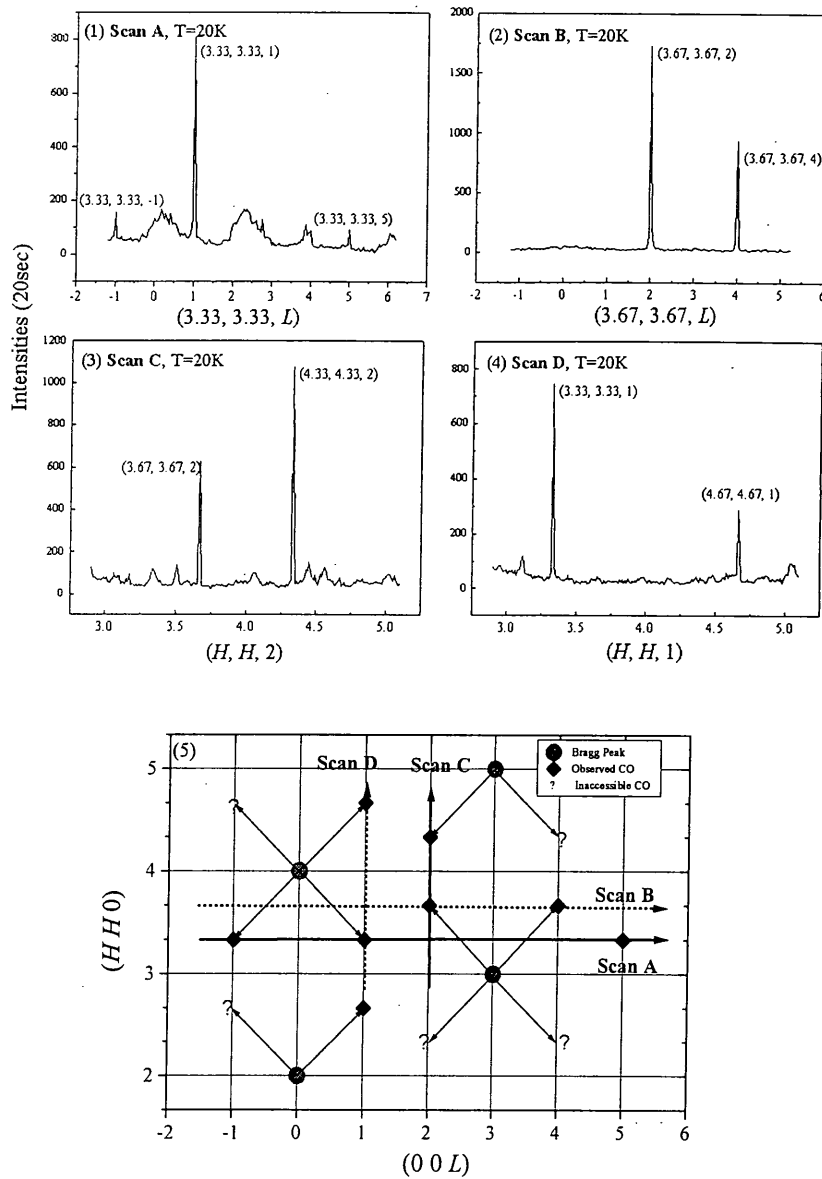 (1) Scan A, T=20K
(3.33, 3.33, 1)
(3.33, 3.33, -1)
(3.33, 3.33, 5)
800
600
400
200
0
-2 -1 0 1 2 3 4 5 6 7
(3.33, 3.33, L)
(2) Scan B, T=20K
(3.67, 3.67, 2)
(3.67, 3.67, 4)
2000
1750
1500
1000
500
0
-2 -1 0 1 2 3 4 5 6
(3.67, 3.67, L)
Intensities (20sec)
(3) Scan C, T=20K
(4.33, 4.33, 2)
(3.67, 3.67, 2)
1200
1000
800
600
400
200
0
3.0 3.5 4.0 4.5 5.0
(H, H, 2)
(4) Scan D, T=20K
(3.33, 3.33, 1)
(4.67, 4.67, 1)
800
600
400
200
0
3.0 3.5 4.0 4.5 5.0
(H, H, 1)
(5)
Scan D
Scan C
Bragg Peak
Observed CO
? Inaccessible CO
Scan B
Scan A
? ? ? ? ?
5
4
3
2
(H H 0)
-2 -1 0 1 2 3 4 5 6
(0 0 L)